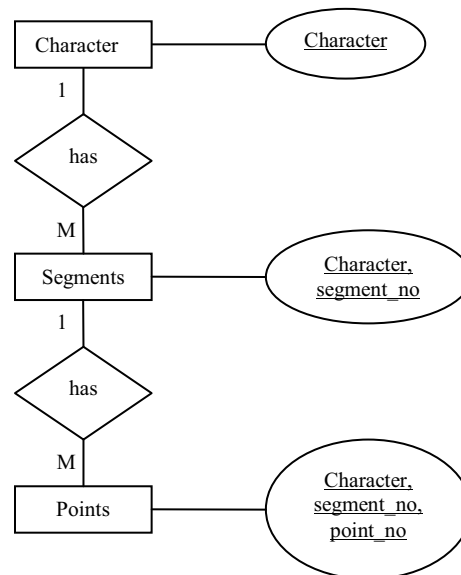 Character
Character
1
has
M
Segments
Character,
segment_no
1
has
M
Points
Character,
segment_no,
point_no